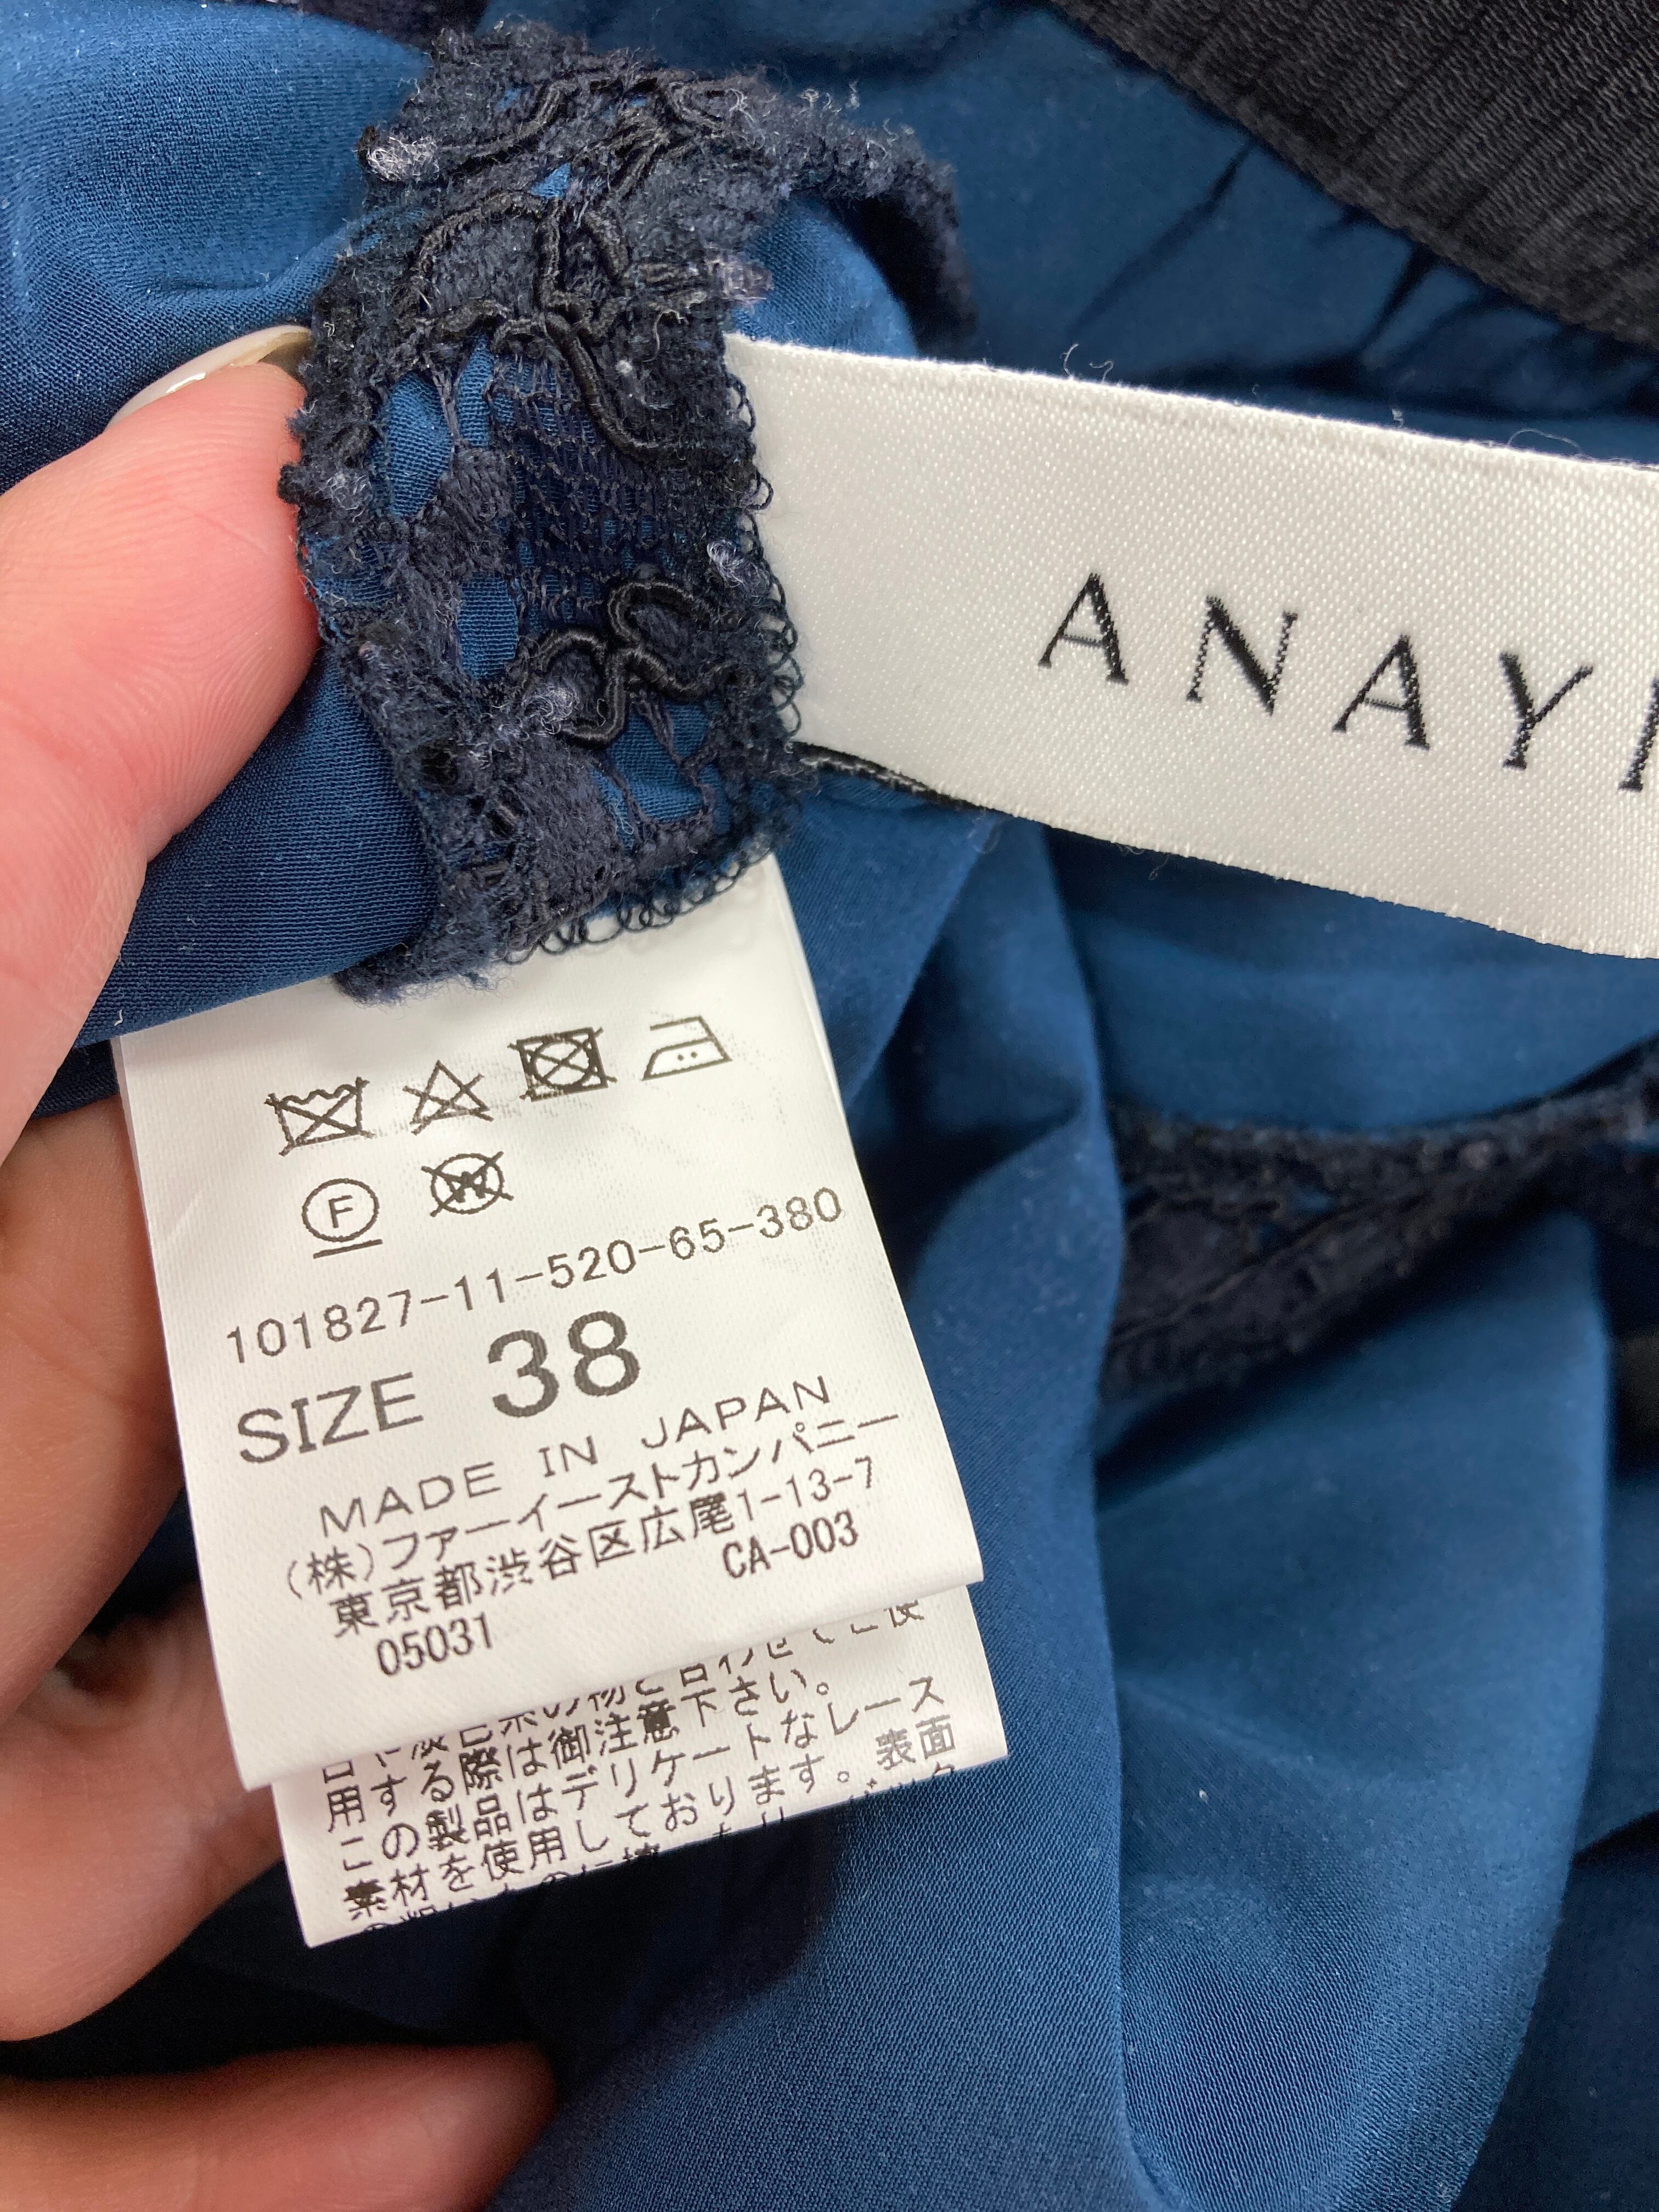 ANAYI
F
W
101827-11-520-65-380
SIZE 38
MADE IN JAPAN
(株)ファーイーストカンパニー
東京都渋谷区広尾1-13-7
05031 CA-003
用する際は御注意下さい。
この製品はデリケートなレース
素材を使用しております。表面